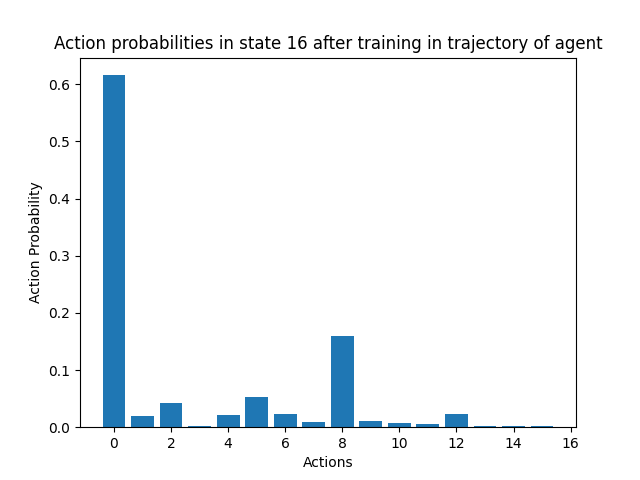 Action probabilities in state 16 after training in trajectory of agent
0.6
0.5
0.4
0.3
0.2
0.1
0.0
Action Probability
0 2 4 6 8 10 12 14 16
Actions